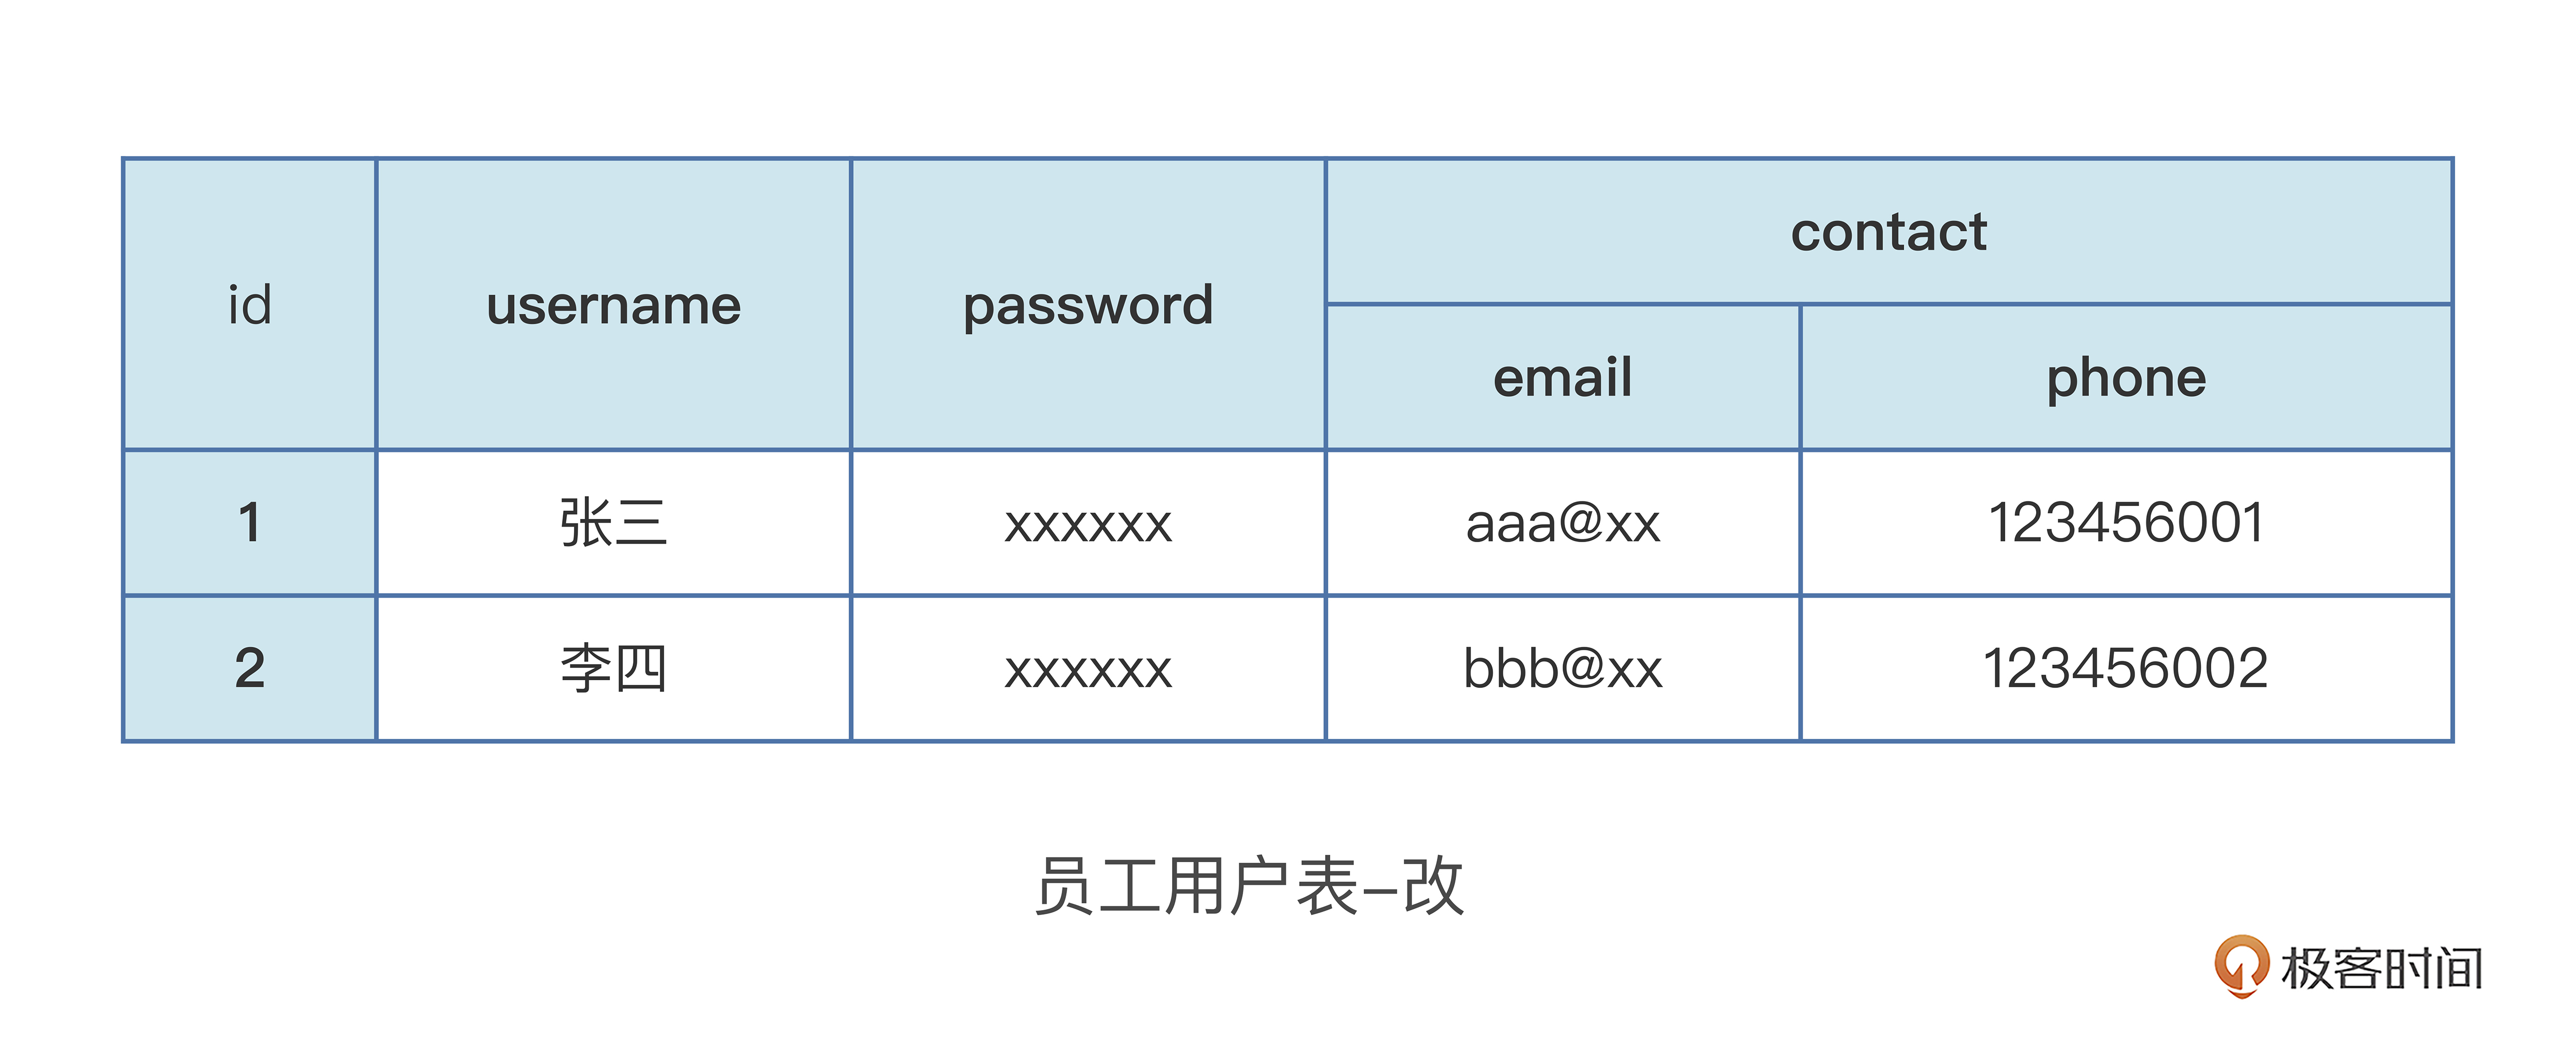 id username password contact
email phone
1 张三 xxxxxx aaa@xx 123456001
2 李四 xxxxxx bbb@xx 123456002
员工用户表-改
极客时间